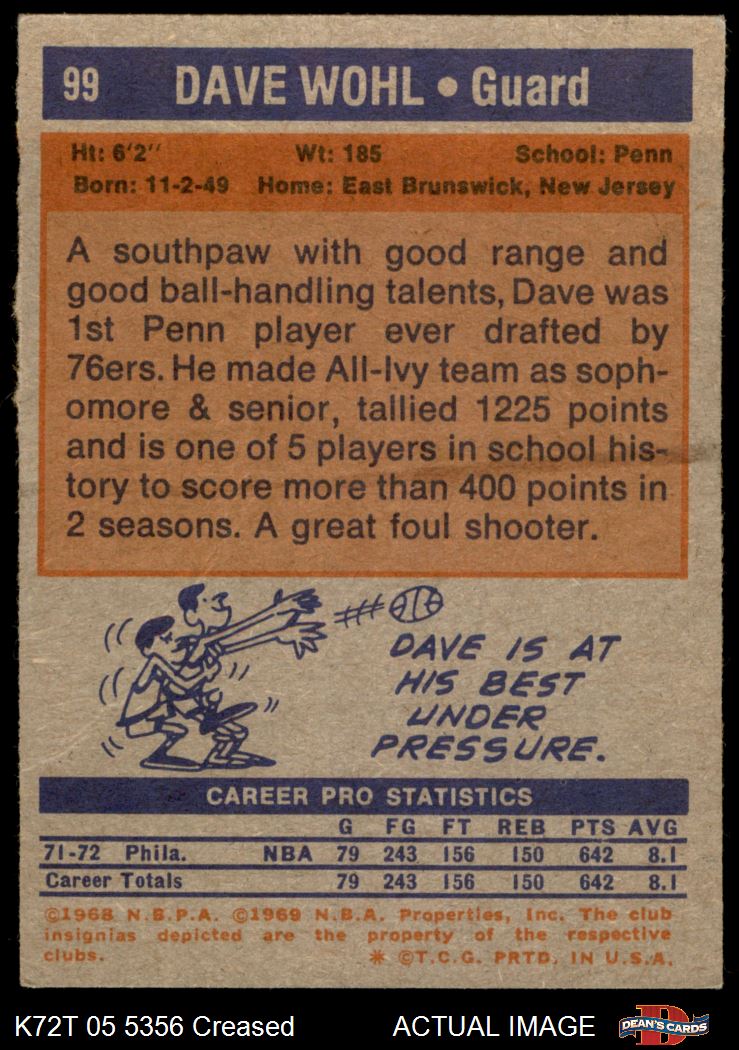 99 DAVE WOHL • Guard
Ht: 6'2" Wt: 185 School: Penn
Born: 11-2-49 Home: East Brunswick, New Jersey
A southpaw with good range and
good ball-handling talents, Dave was
1st Penn player ever drafted by
76ers. He made All-Ivy team as soph-
omore & senior, tallied 1225 points
and is one of 5 players in school his-
tory to score more than 400 points in
2 seasons. A great foul shooter.
DAVE IS AT
HIS BEST
UNDER
PRESSURE.
CAREER PRO STATISTICS
G FG FT REB PTS AVG
71-72 Phila. NBA 79 243 156 150 642 8.1
Career Totals 79 243 156 150 642 8.1
©1968 N.B.P.A. ©1969 N.B.A. Properties, Inc. The club
insignias depicted are the property of the respective
clubs. * ©T.C.G. PRTD. IN U.S.A.
K72T 05 5356 Creased ACTUAL IMAGE D DEAN'S CARDS